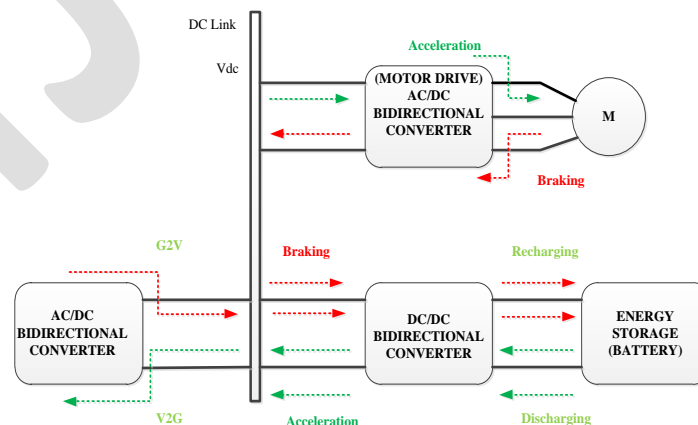 DC Link
Vdc
Acceleration
(MOTOR DRIVE)
AC/DC
BIDIRECTIONAL
CONVERTER
M
Braking
G2V
Braking
Recharging
AC/DC
BIDIRECTIONAL
CONVERTER
DC/DC
BIDIRECTIONAL
CONVERTER
ENERGY
STORAGE
(BATTERY)
V2G
Acceleration
Discharging